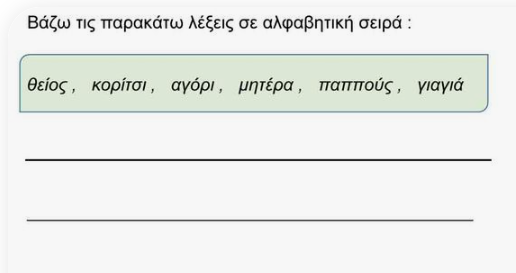 Βάζω τις παρακάτω λέξεις σε αλφαβητική σειρά :
θείος , κορίτσι , αγόρι , μητέρα , παππούς , γιαγιά